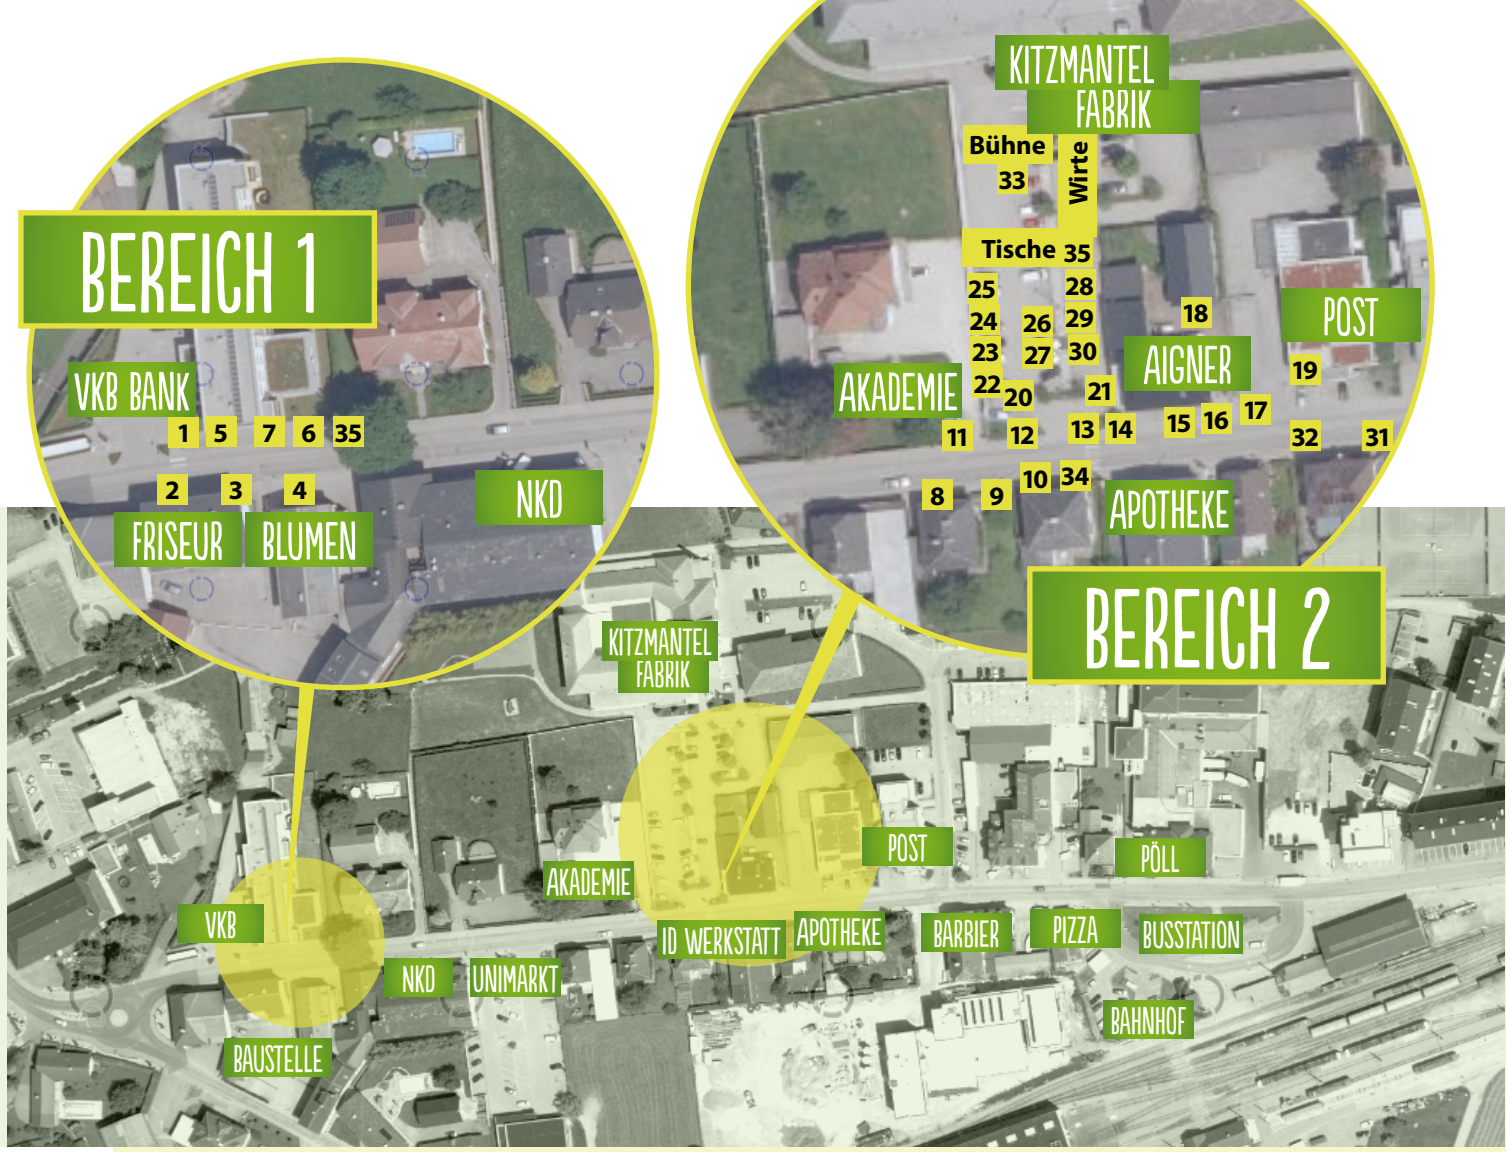 BEREICH 1
VKB BANK
1 5 7 6 35
2 3 4
FRISEUR BLUMEN
NKD
KITZMANTEL
FABRIK
Bühne
33
Wirte
Tische 35
25 28
24 26 29
23 27 30
22 20 21
18
AIGNER
POST
19
AKADEMIE
11 12 13 14 15 16 17 32 31
8 9 10 34
APOTHEKE
BEREICH 2
KITZMANTEL
FABRIK
POST
PÖLL
AKADEMIE
VKB
ID WERKSTATT
APOTHEKE
BARBIER
PIZZA
BUSSTATION
NKD
UNIMARKT
BAHNHOF
BAUSTELLE